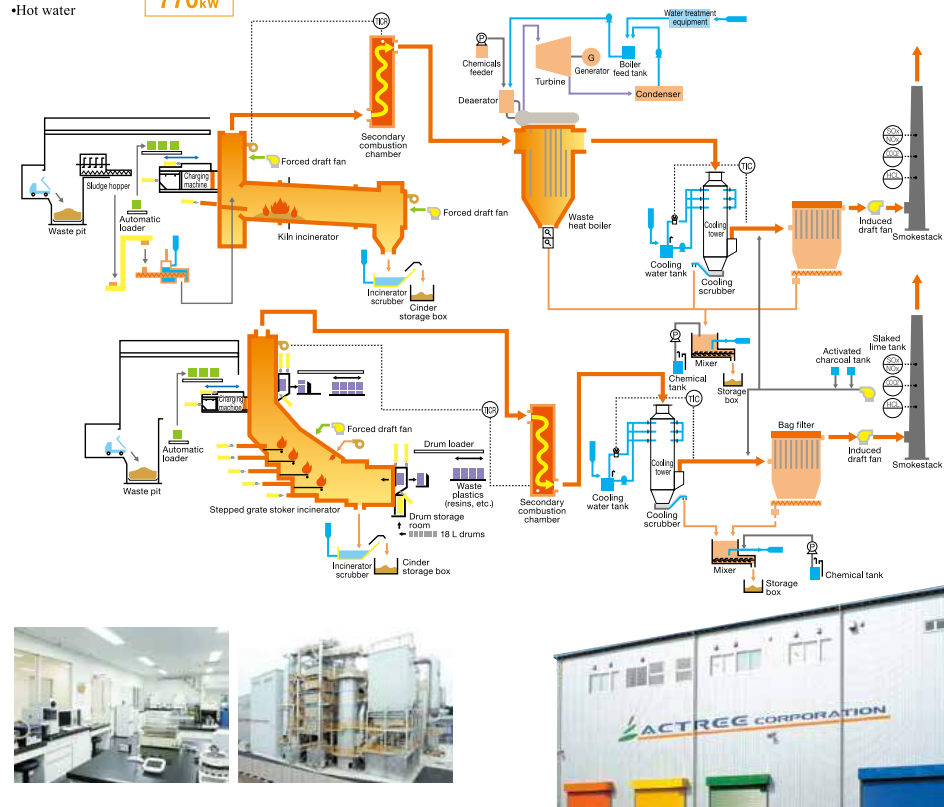 •Hot water
770kW
TICR
Water treatment
equipment
P
Chemicals
feeder
Turbine
G
Generator
Boiler
feed tank
Condenser
Deaerator
Secondary
combustion
chamber
SOx
NOx
HCL
Forced draft fan
Charging
machine
Sludge hopper
Waste pit
Automatic
loader
Kiln incinerator
Forced draft fan
Incinerator
scrubber
Cinder
storage box
Waste
heat boiler
TIC
Cooling
tower
Cooling
water tank
Cooling
scrubber
Induced
draft fan
Smokestack
P
Chemical
tank
Mixer
Storage
box
Activated
charcoal tank
Slaked
lime tank
SOx
NOx
HCL
Charging
machine
Automatic
loader
Waste pit
Forced draft fan
TICR
Drum loader
Waste
plastics
(resins, etc.)
Stepped grate stoker incinerator
Drum storage
room
18 L drums
Incinerator
scrubber
Cinder
storage box
Secondary
combustion
chamber
TIC
Cooling
tower
Cooling
water tank
Cooling
scrubber
Bag filter
Induced
draft fan
Smokestack
Mixer
P
Storage
box
Chemical tank
ACTREE CORPORATION